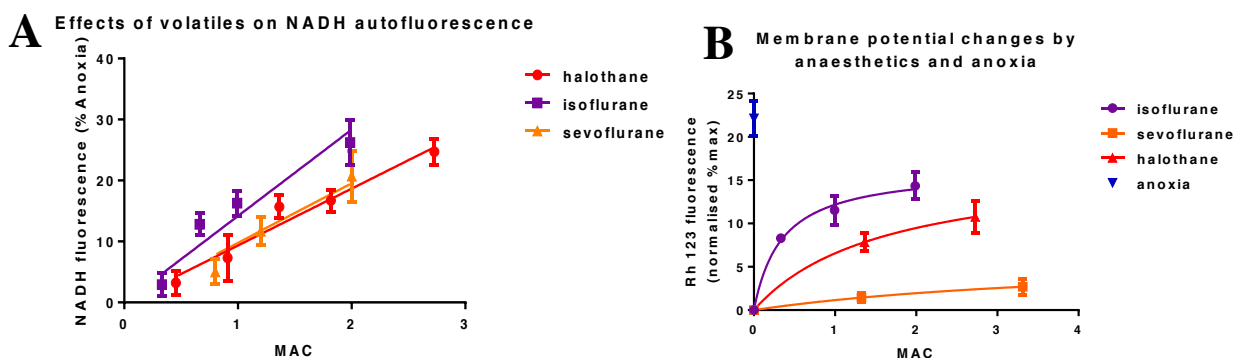 A
Effects of volatiles on NADH autofluorescence
NADH fluorescence (% Anoxia)
40
30
20
10
0
0 1 2 3
MAC
halothane
isoflurane
sevoflurane
B
Membrane potential changes by
anaesthetics and anoxia
Rh 123 fluorescence
(normalised %max)
25
20
15
10
5
0
0 1 2 3 4
MAC
isoflurane
sevoflurane
halothane
anoxia